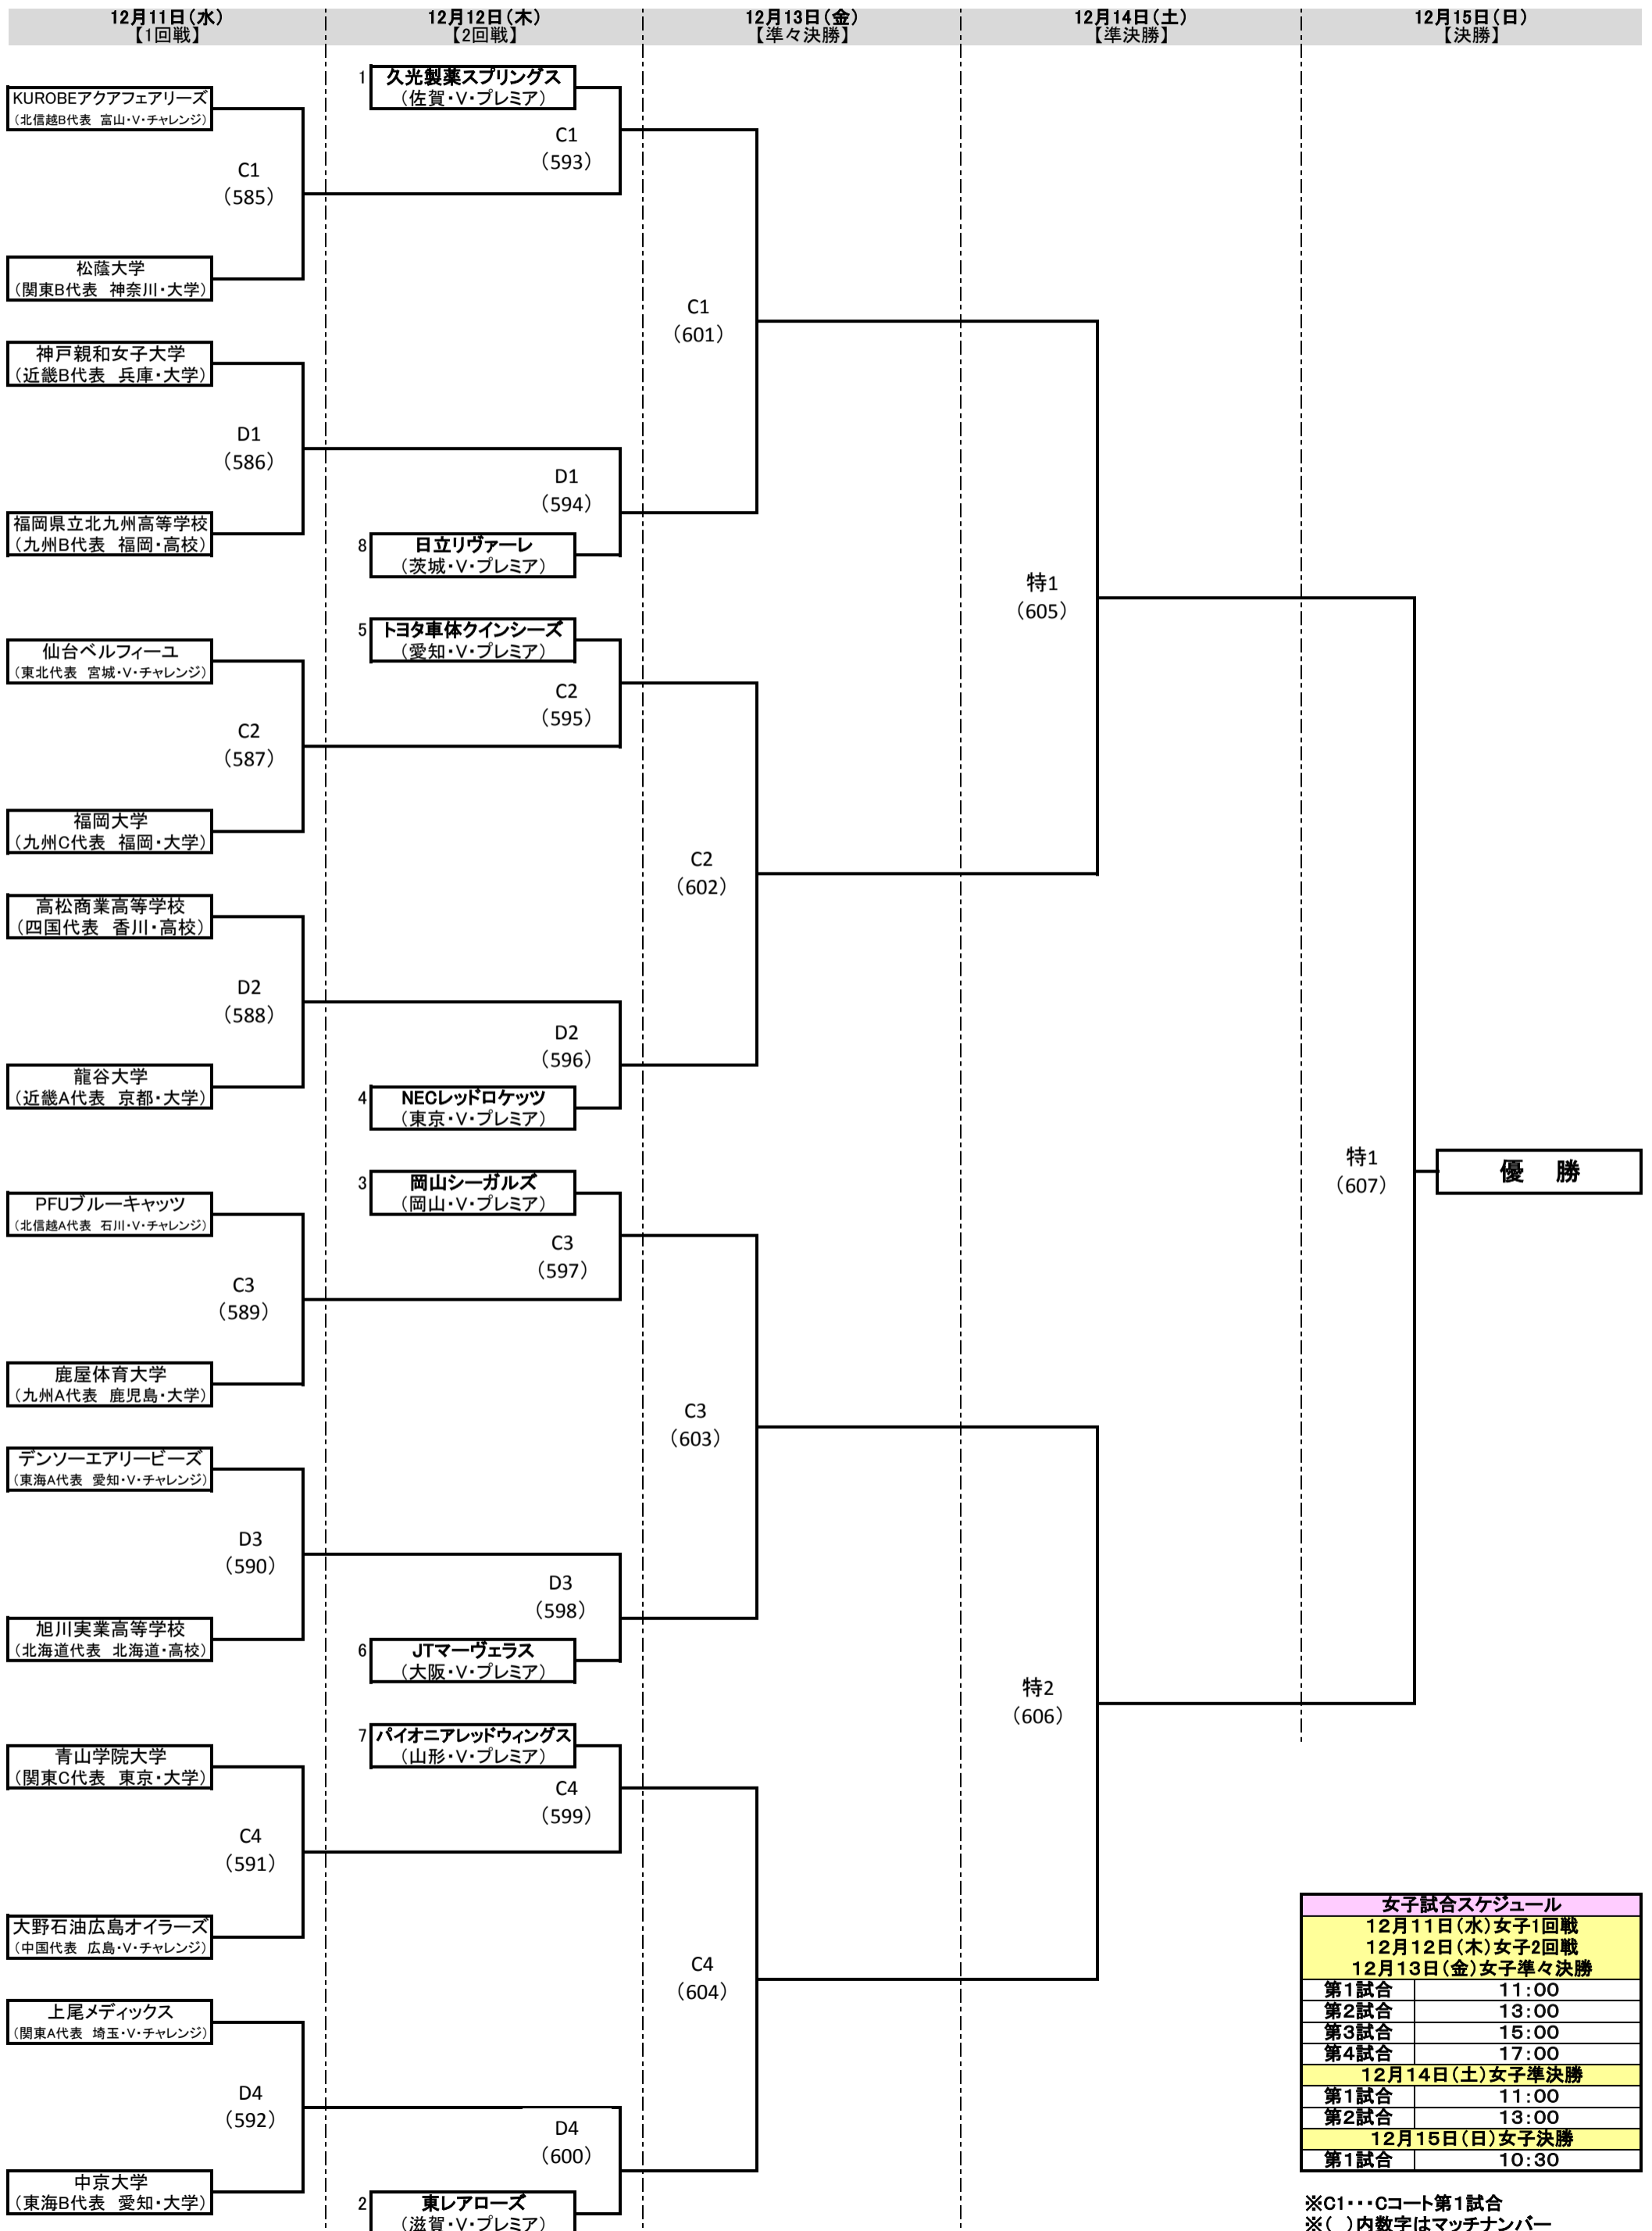 12月11日(水)
【1回戦】
12月12日(木)
【2回戦】
12月13日(金)
【準々決勝】
12月14日(土)
【準決勝】
12月15日(日)
【決勝】
KUROBEアクアフェアリーズ
(北信越B代表 富山・V・チャレンジ)
C1
(585)
松蔭大学
(関東B代表 神奈川・大学)
神戸親和女子大学
(近畿B代表 兵庫・大学)
D1
(586)
福岡県立北九州高等学校
(九州B代表 福岡・高校)
仙台ベルフィーユ
(東北代表 宮城・V・チャレンジ)
C2
(587)
福岡大学
(九州C代表 福岡・大学)
高松商業高等学校
(四国代表 香川・高校)
D2
(588)
龍谷大学
(近畿A代表 京都・大学)
PFUブルーキャッツ
(北信越A代表 石川・V・チャレンジ)
C3
(589)
鹿屋体育大学
(九州A代表 鹿児島・大学)
デンソーエアリービーズ
(東海A代表 愛知・V・チャレンジ)
D3
(590)
旭川実業高等学校
(北海道代表 北海道・高校)
青山学院大学
(関東C代表 東京・大学)
C4
(591)
大野石油広島オイラーズ
(中国代表 広島・V・チャレンジ)
上尾メディックス
(関東A代表 埼玉・V・チャレンジ)
D4
(592)
中京大学
(東海B代表 愛知・大学)
1 久光製薬スプリングス
(佐賀・V・プレミア)
C1
(593)
D1
(594)
8 日立リヴァーレ
(茨城・V・プレミア)
5 トヨタ車体クインシーズ
(愛知・V・プレミア)
C2
(595)
D2
(596)
4 NECレッドロケッツ
(東京・V・プレミア)
3 岡山シーガルズ
(岡山・V・プレミア)
C3
(597)
D3
(598)
6 JTマーヴェラス
(大阪・V・プレミア)
7 パイオニアレッドウィングス
(山形・V・プレミア)
C4
(599)
D4
(600)
2 東レアローズ
(滋賀・V・プレミア)
C1
(601)
C2
(602)
C3
(603)
C4
(604)
特1
(605)
特2
(606)
特1
(607)
優 勝
女子試合スケジュール
12月11日(水)女子1回戦
12月12日(木)女子2回戦
12月13日(金)女子準々決勝
第1試合 11:00
第2試合 13:00
第3試合 15:00
第4試合 17:00
12月14日(土)女子準決勝
第1試合 11:00
第2試合 13:00
12月15日(日)女子決勝
第1試合 10:30
※C1・・・Cコート第1試合
※( )内数字はマッチナンバー